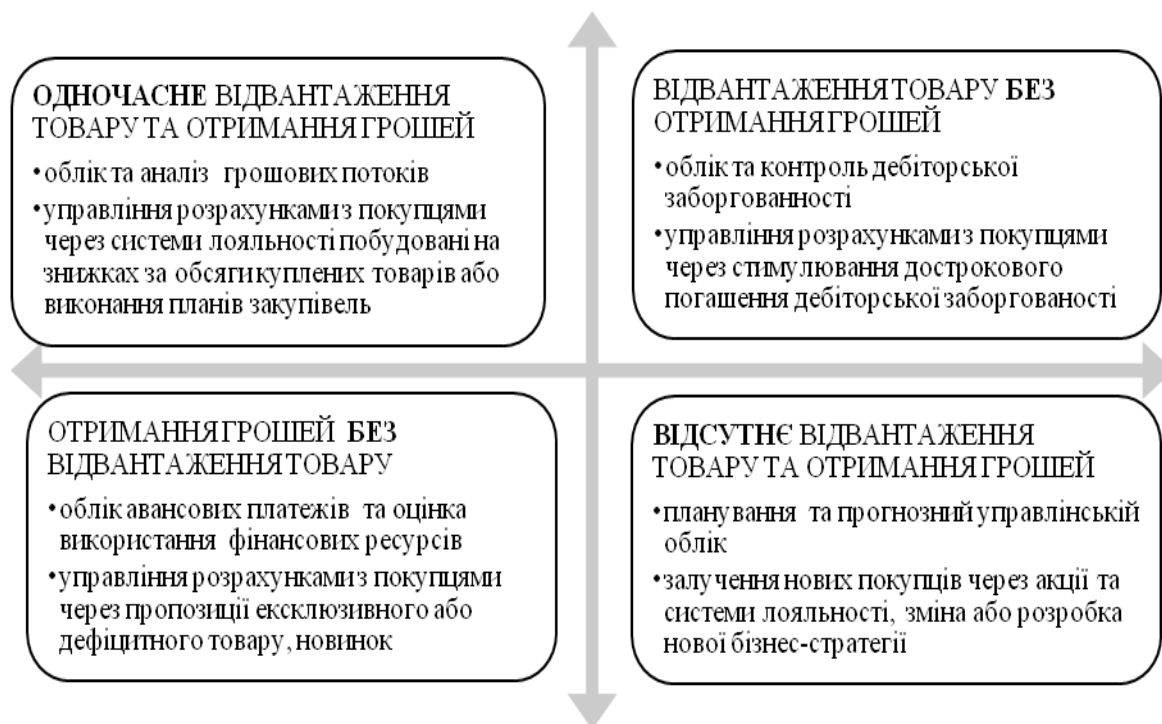 ОДНОЧАСНЕ ВІДВАНТАЖЕННЯ
ТОВАРУ ТА ОТРИМАННЯ ГРОШЕЙ
•облік та аналіз грошових потоків
•управління розрахунками з покупцями
через системи лояльності побудовані на
знижках за обсяги куплених товарів або
виконання планів закупівель
ВІДВАНТАЖЕННЯ ТОВАРУ БЕЗ
ОТРИМАННЯ ГРОШЕЙ
•облік та контроль дебіторської
заборгованності
•управління розрахунками з покупцями
через стимулювання дострокового
погашення дебіторської заборгованості
ОТРИМАННЯ ГРОШЕЙ БЕЗ
ВІДВАНТАЖЕННЯ ТОВАРУ
•облік авансових платежів та оцінка
використання фінансових ресурсів
•управління розрахунками з покупцями
через пропозиції ексклюзивного або
дефіцитного товару, новинок
ВІДСУТНЄ ВІДВАНТАЖЕННЯ
ТОВАРУ ТА ОТРИМАННЯ ГРОШЕЙ
•планування та прогнозний управлінській
облік
•залучення нових покупців через акції та
системи лояльності, зміна або розробка
нової бізнес-стратегії